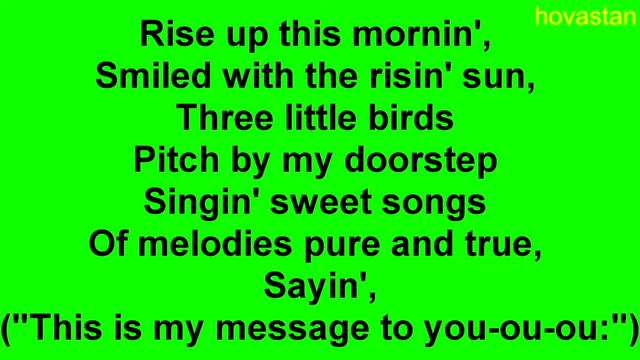 hovastan
Rise up this mornin',
Smiled with the risin' sun,
Three little birds
Pitch by my doorstep
Singin' sweet songs
Of melodies pure and true,
Sayin',
("This is my message to you-ou-ou:")